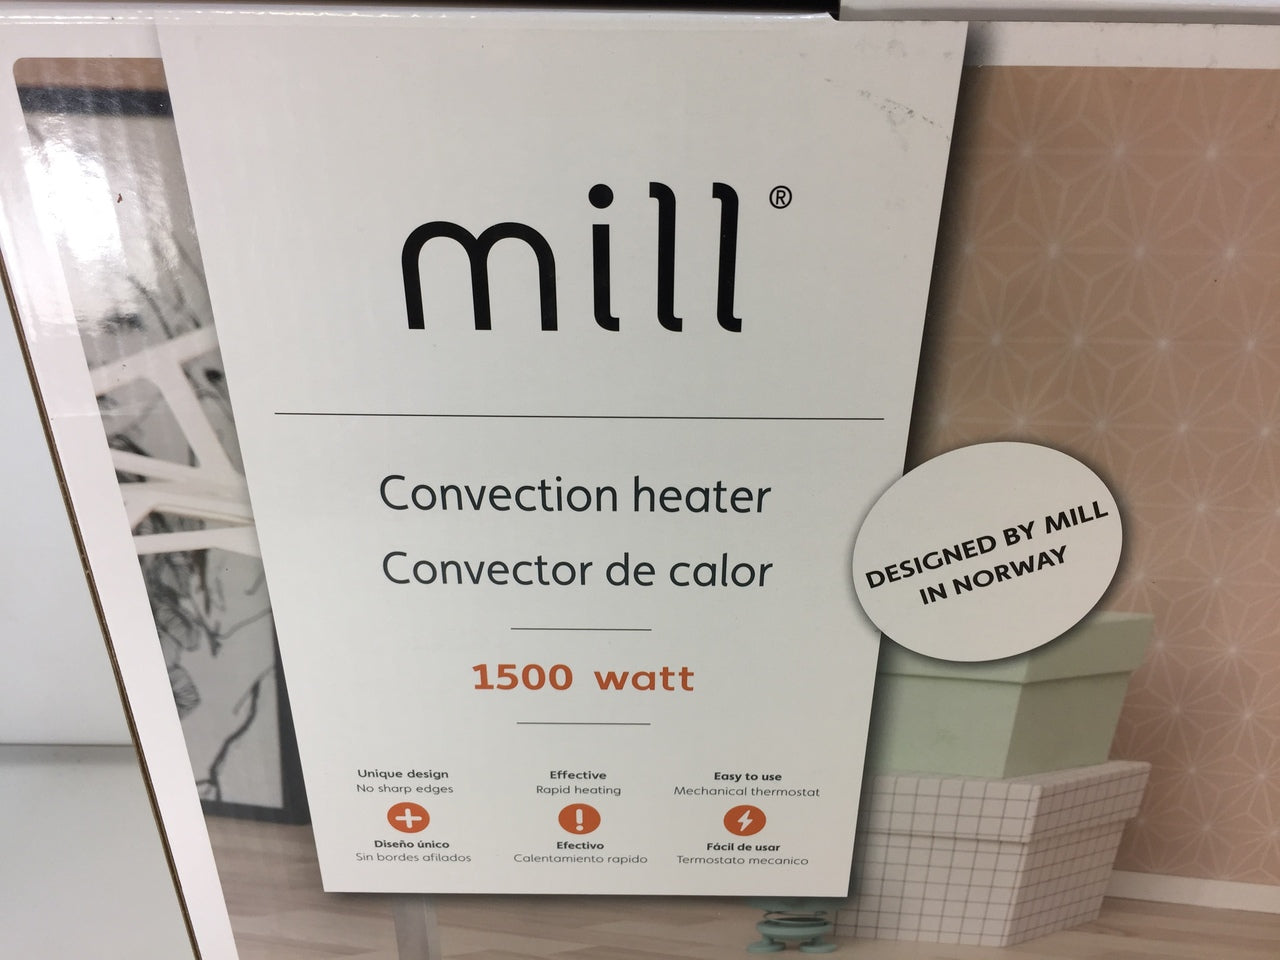 mill®
Convection heater
Convector de calor
1500 watt
DESIGNED BY MILL
IN NORWAY
Unique design
No sharp edges
Diseño único
Sin bordes afilados
Effective
Rapid heating
Efectivo
Calentamiento rapido
Easy to use
Mechanical thermostat
Fácil de usar
Termostato mecanico